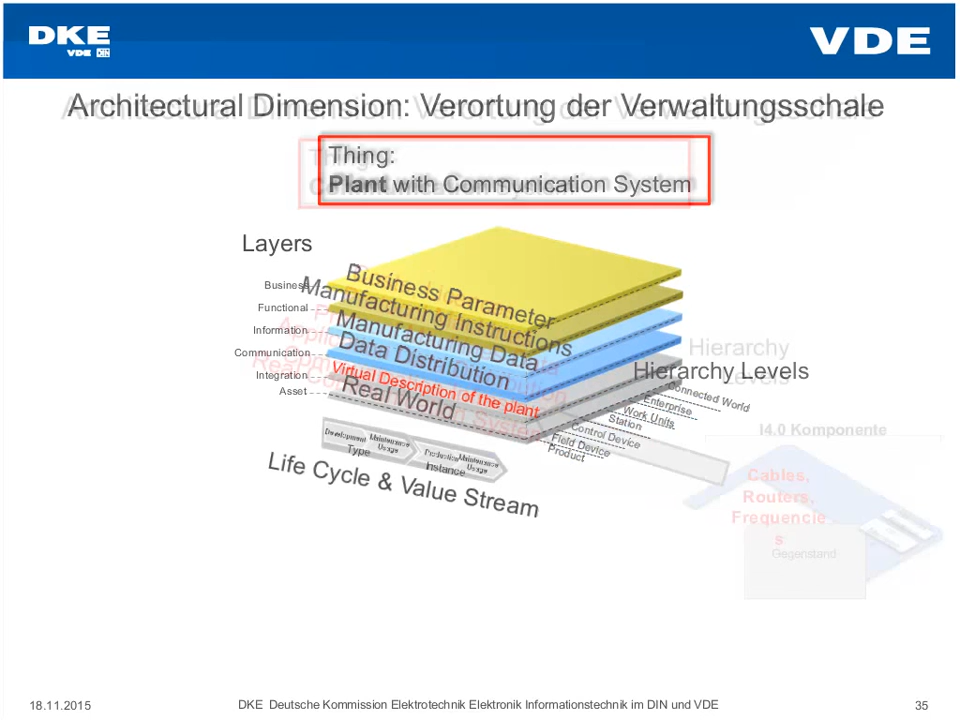 DKE
VDE DIN
VDE
Architectural Dimension: Verortung der Verwaltungsschale
Thing:
Plant with Communication System
Layers
Business
Functional
Information
Communication
Integration
Asset
Business Parameter
Manufacturing Instructions
Manufacturing Data
Data Distribution
Virtual Description of the plant
Real World
Hierarchy
Levels
Hierarchy Levels
Connected World
Enterprise
Work Units
Station
Control Device
Field Device
Product
Development
Maintenance
Usage
Production
Maintenance
Usage
Type
Instance
Life Cycle & Value Stream
I4.0 Komponente
Cables,
Routers,
Frequencie
s
Gegenstand
18.11.2015
DKE Deutsche Kommission Elektrotechnik Elektronik Informationstechnik im DIN und VDE
35